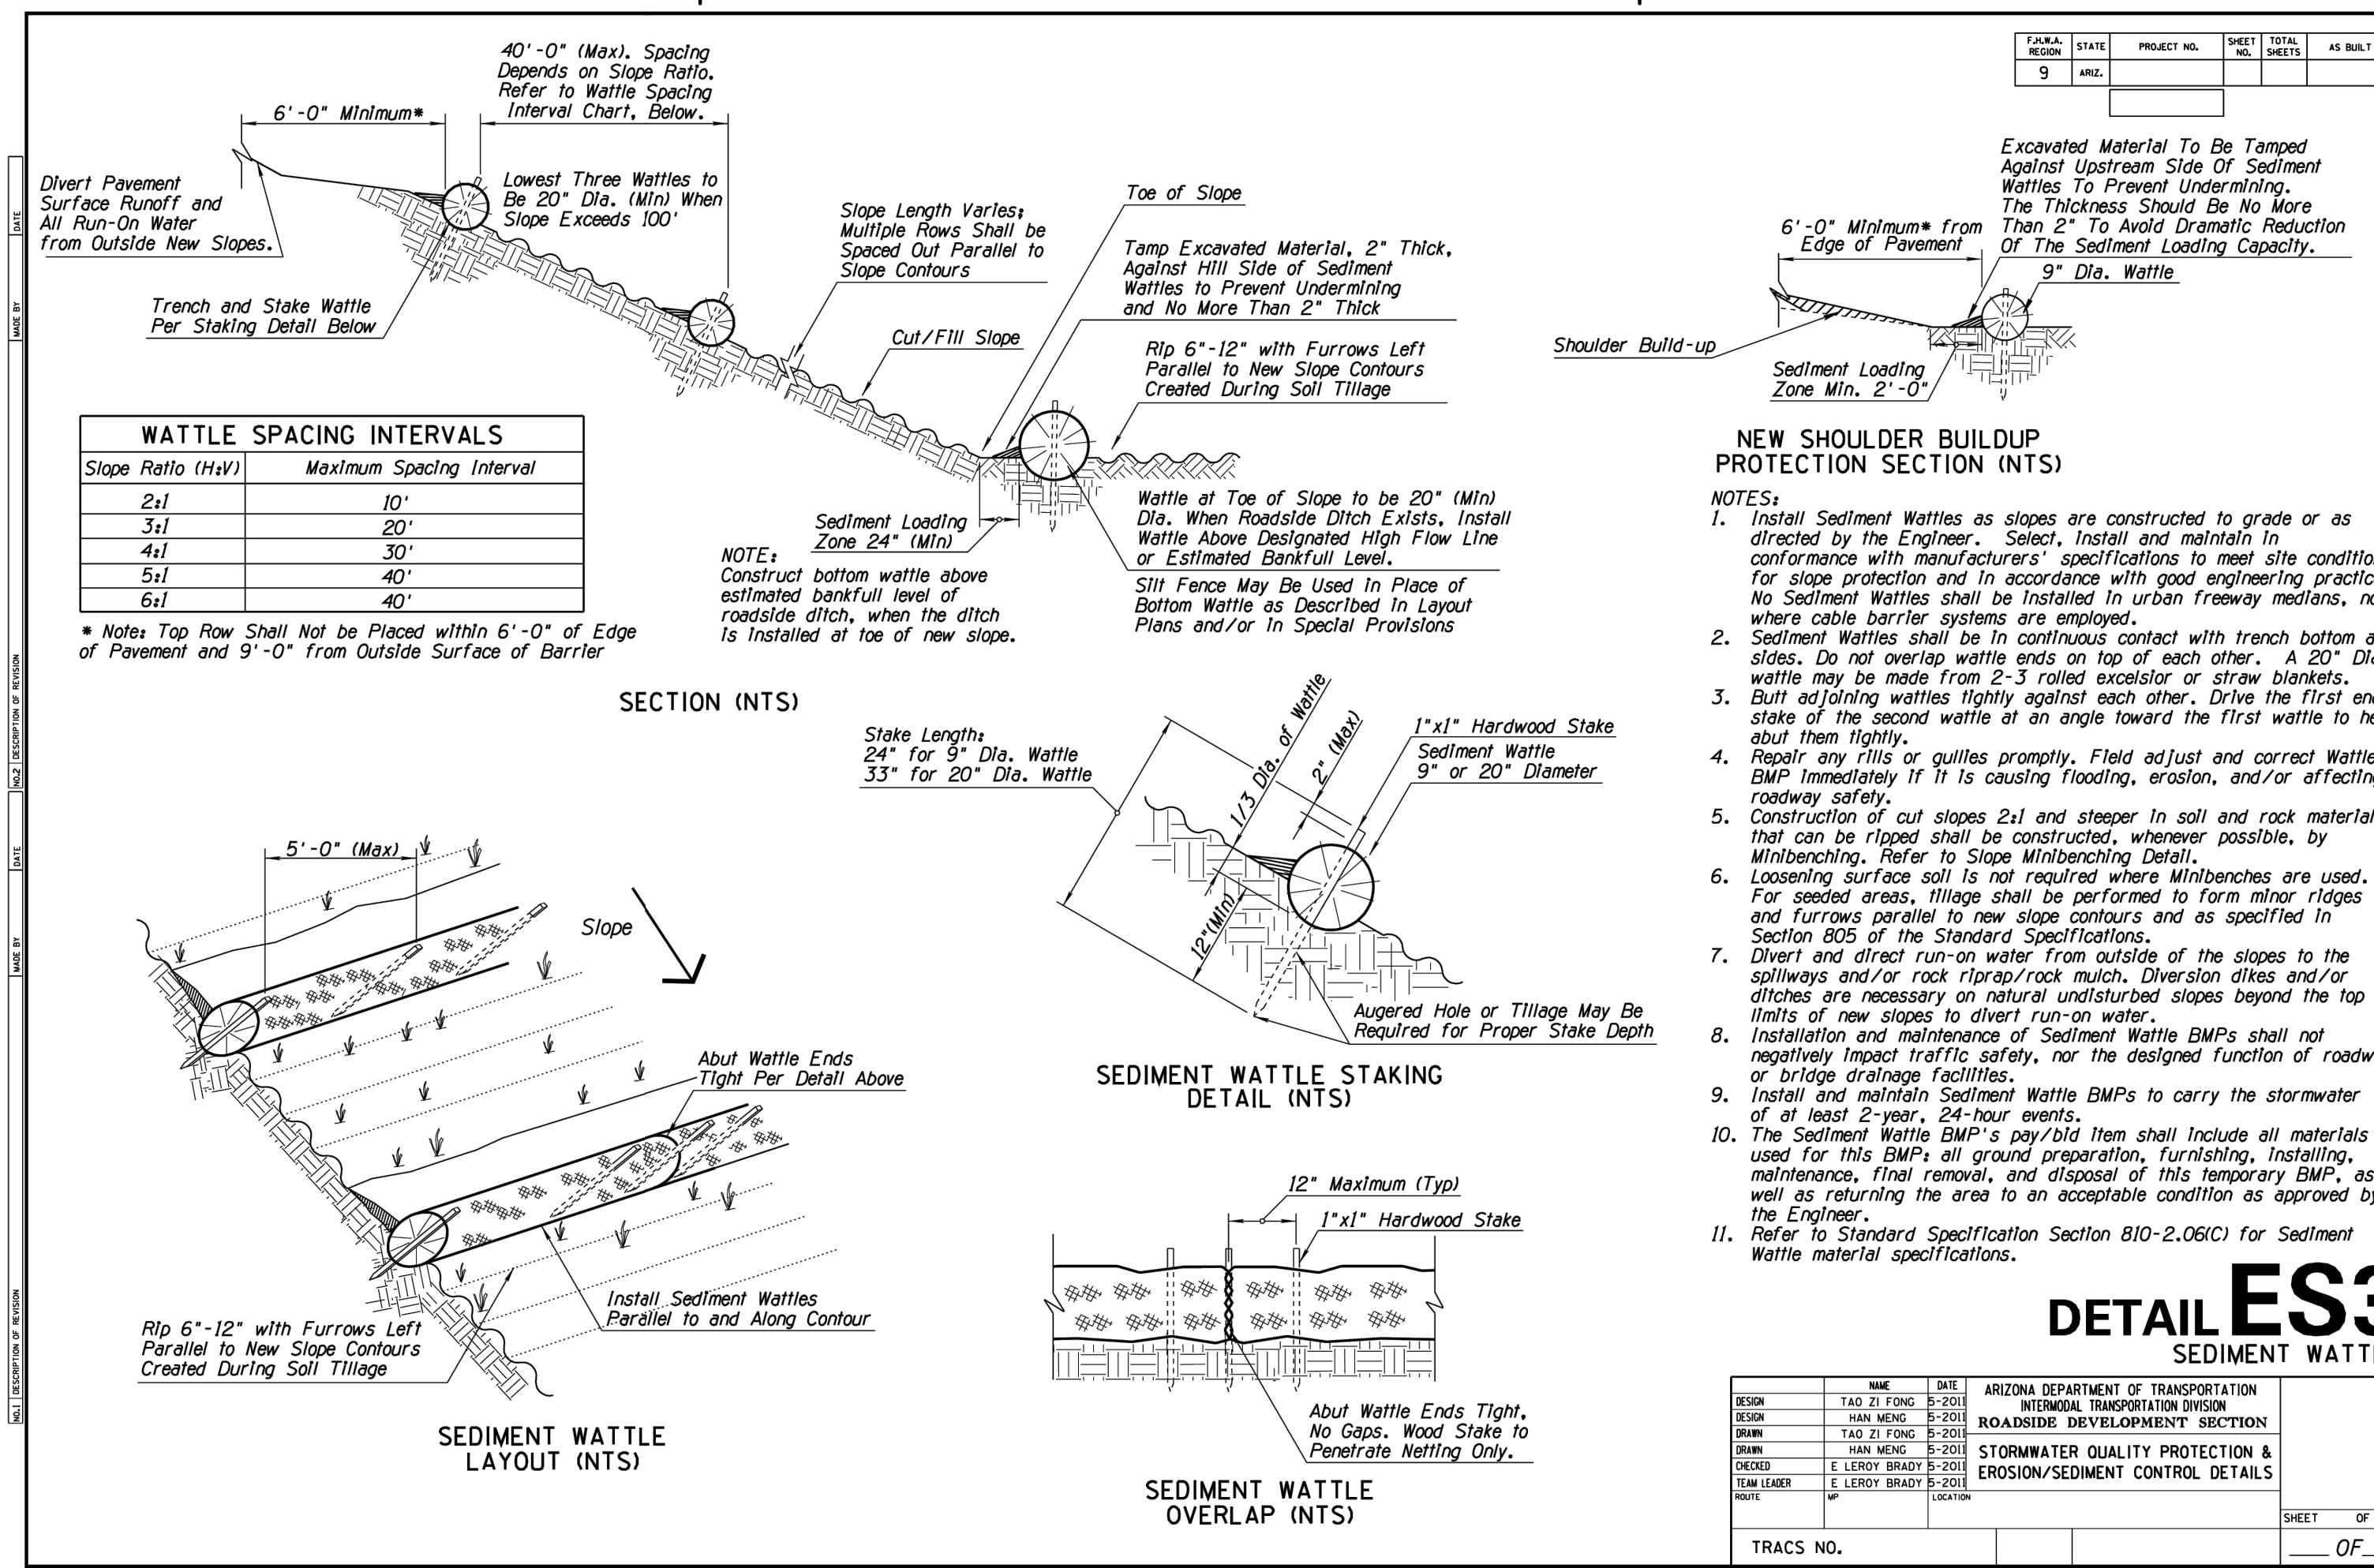 F.H.W.A. REGION STATE PROJECT NO. SHEET NO. TOTAL SHEETS AS BUILT
9 ARIZ.
40'-0" (Max). Spacing
Depends on Slope Ratio.
Refer to Wattle Spacing
Interval Chart, Below.
6'-0" Minimum*
Divert Pavement
Surface Runoff and
All Run-On Water
from Outside New Slopes.
Lowest Three Wattles to
Be 20" Dia. (Min) When
Slope Exceeds 100'
Trench and Stake Wattle
Per Staking Detail Below
Slope Length Varies;
Multiple Rows Shall be
Spaced Out Parallel to
Slope Contours
Cut/Fill Slope
Toe of Slope
Tamp Excavated Material, 2" Thick,
Against Hill Side of Sediment
Wattles to Prevent Undermining
and No More Than 2" Thick
Rip 6"-12" with Furrows Left
Parallel to New Slope Contours
Created During Soil Tillage
Sediment Loading
Zone 24" (Min)
Wattle at Toe of Slope to be 20" (Min)
Dia. When Roadside Ditch Exists, Install
Wattle Above Designated High Flow Line
or Estimated Bankfull Level.
Silt Fence May Be Used in Place of
Bottom Wattle as Described in Layout
Plans and/or in Special Provisions
NOTE:
Construct bottom wattle above
estimated bankfull level of
roadside ditch, when the ditch
is installed at toe of new slope.
WATTLE SPACING INTERVALS
Slope Ratio (H:V) Maximum Spacing Interval
2:1 10'
3:1 20'
4:1 30'
5:1 40'
6:1 40'
* Note: Top Row Shall Not be Placed within 6'-0" of Edge
of Pavement and 9'-0" from Outside Surface of Barrier
SECTION (NTS)
Excavated Material To Be Tamped
Against Upstream Side Of Sediment
Wattles To Prevent Undermining.
The Thickness Should Be No More
Than 2" To Avoid Dramatic Reduction
Of The Sediment Loading Capacity.
6'-0" Minimum* from
Edge of Pavement
9" Dia. Wattle
Shoulder Build-up
Sediment Loading
Zone Min. 2'-0"
NEW SHOULDER BUILDUP
PROTECTION SECTION (NTS)
NOTES:
1. Install Sediment Wattles as slopes are constructed to grade or as
directed by the Engineer. Select, install and maintain in
conformance with manufacturers' specifications to meet site conditio
for slope protection and in accordance with good engineering practic
No Sediment Wattles shall be installed in urban freeway medians, no
where cable barrier systems are employed.
2. Sediment Wattles shall be in continuous contact with trench bottom a
sides. Do not overlap wattle ends on top of each other. A 20" Dia
wattle may be made from 2-3 rolled excelsior or straw blankets.
3. Butt adjoining wattles tightly against each other. Drive the first end
stake of the second wattle at an angle toward the first wattle to he
abut them tightly.
4. Repair any rills or gullies promptly. Field adjust and correct Wattle
BMP immediately if it is causing flooding, erosion, and/or affecting
roadway safety.
5. Construction of cut slopes 2:1 and steeper in soil and rock material
that can be ripped shall be constructed, whenever possible, by
Minibenching. Refer to Slope Minibenching Detail.
6. Loosening surface soil is not required where Minibenches are used.
For seeded areas, tillage shall be performed to form minor ridges
and furrows parallel to new slope contours and as specified in
Section 805 of the Standard Specifications.
7. Divert and direct run-on water from outside of the slopes to the
spillways and/or rock riprap/rock mulch. Diversion dikes and/or
ditches are necessary on natural undisturbed slopes beyond the top
limits of new slopes to divert run-on water.
8. Installation and maintenance of Sediment Wattle BMPs shall not
negatively impact traffic safety, nor the designed function of roadw
or bridge drainage facilities.
9. Install and maintain Sediment Wattle BMPs to carry the stormwater
of at least 2-year, 24-hour events.
10. The Sediment Wattle BMP's pay/bid item shall include all materials
used for this BMP: all ground preparation, furnishing, installing,
maintenance, final removal, and disposal of this temporary BMP, as
well as returning the area to an acceptable condition as approved by
the Engineer.
11. Refer to Standard Specification Section 810-2.06(C) for Sediment
Wattle material specifications.
Stake Length:
24" for 9" Dia. Wattle
33" for 20" Dia. Wattle
1/3 Dia. of Wattle
2" (Max)
1"x1" Hardwood Stake
Sediment Wattle
9" or 20" Diameter
12"(Min)
Augered Hole or Tillage May Be
Required for Proper Stake Depth
SEDIMENT WATTLE STAKING
DETAIL (NTS)
5'-0" (Max)
Slope
Abut Wattle Ends
Tight Per Detail Above
Install Sediment Wattles
Parallel to and Along Contour
Rip 6"-12" with Furrows Left
Parallel to New Slope Contours
Created During Soil Tillage
SEDIMENT WATTLE
LAYOUT (NTS)
12" Maximum (Typ)
1"x1" Hardwood Stake
Abut Wattle Ends Tight,
No Gaps. Wood Stake to
Penetrate Netting Only.
SEDIMENT WATTLE
OVERLAP (NTS)
DETAIL ES3
SEDIMENT WATT
NAME DATE
DESIGN TAO ZI FONG 5-2011
DESIGN HAN MENG 5-2011
DRAWN TAO ZI FONG 5-2011
DRAWN HAN MENG 5-2011
CHECKED E LEROY BRADY 5-2011
TEAM LEADER E LEROY BRADY 5-2011
ROUTE MP LOCATION
ARIZONA DEPARTMENT OF TRANSPORTATION
INTERMODAL TRANSPORTATION DIVISION
ROADSIDE DEVELOPMENT SECTION
STORMWATER QUALITY PROTECTION &
EROSION/SEDIMENT CONTROL DETAILS
SHEET OF
TRACS NO.
OF
NO.1 DESCRIPTION OF REVISION MADE BY DATE
NO.2 DESCRIPTION OF REVISION MADE BY DATE